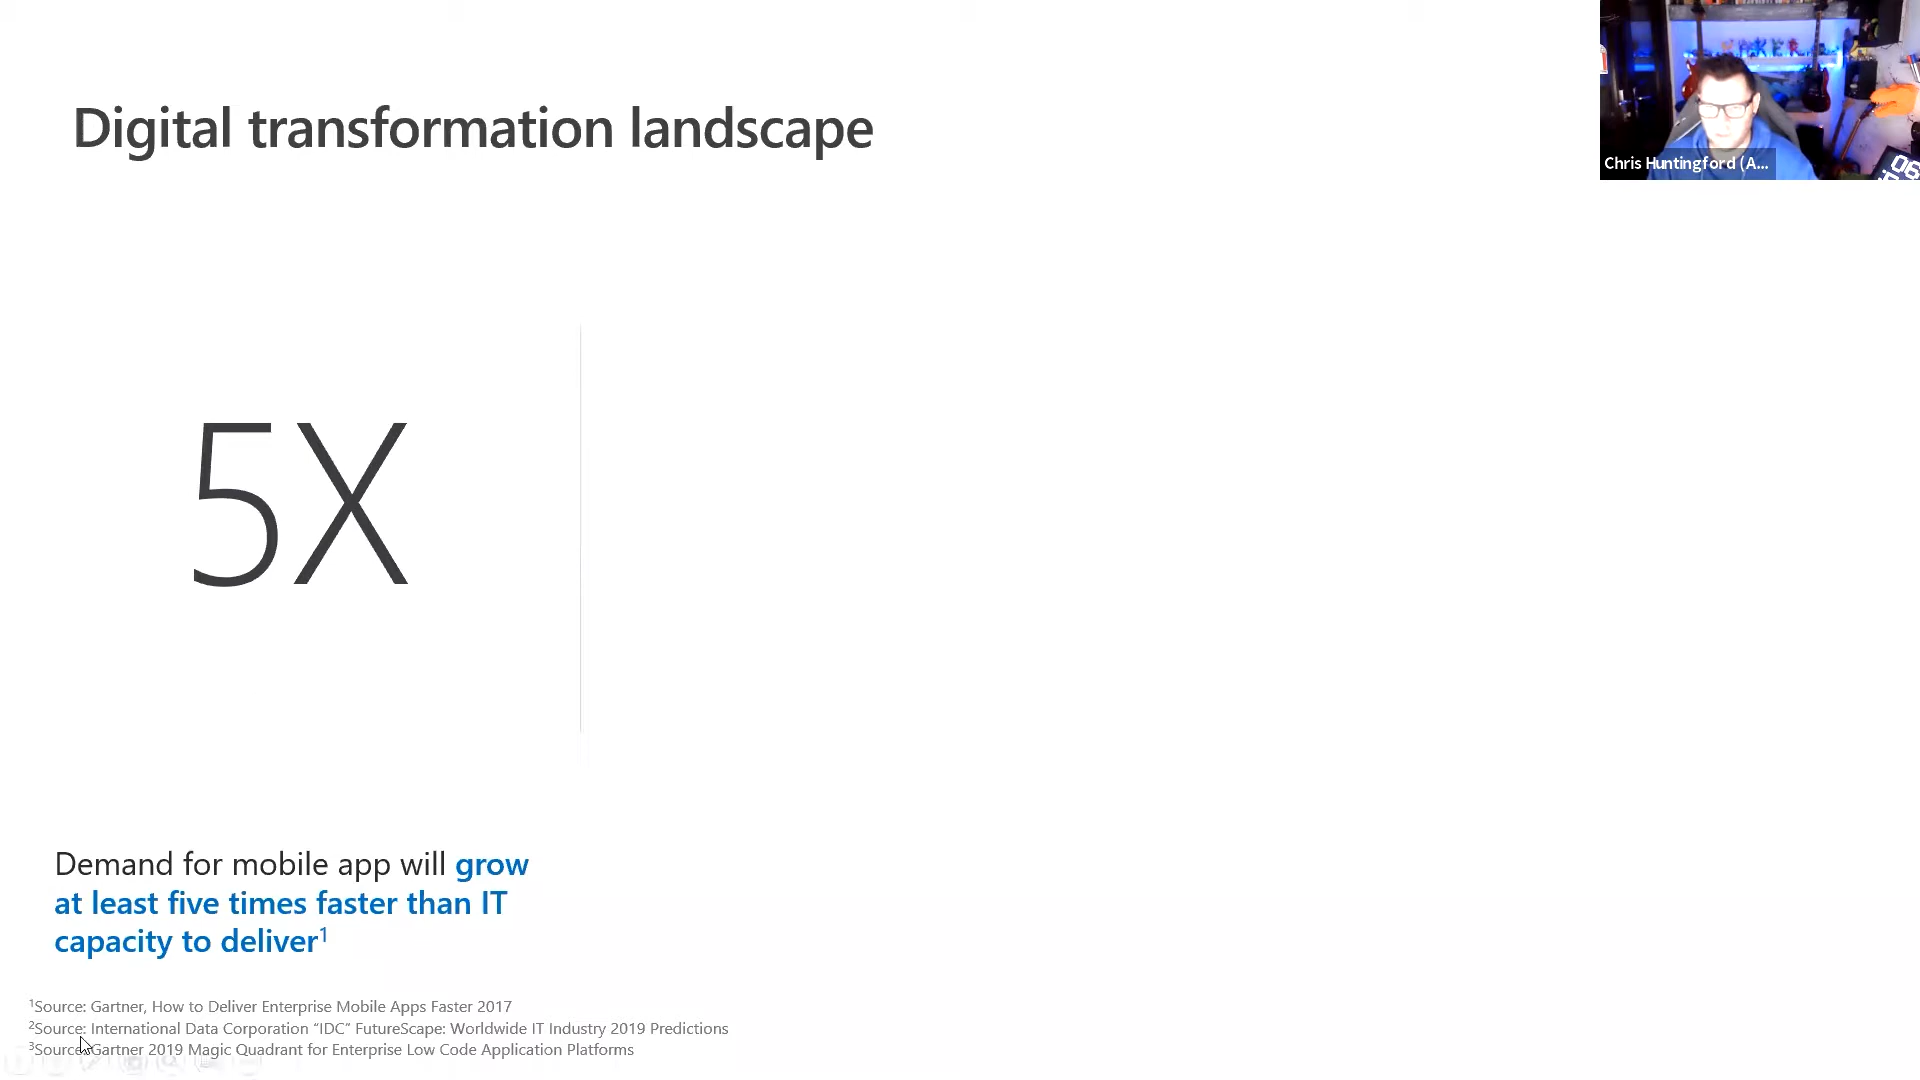 Digital transformation landscape
Chris Huntingford (A...
5X
Demand for mobile app will grow
at least five times faster than IT
capacity to deliver¹
¹Source: Gartner, How to Deliver Enterprise Mobile Apps Faster 2017
²Source: International Data Corporation “IDC” FutureScape: Worldwide IT Industry 2019 Predictions
³Source: Gartner 2019 Magic Quadrant for Enterprise Low Code Application Platforms